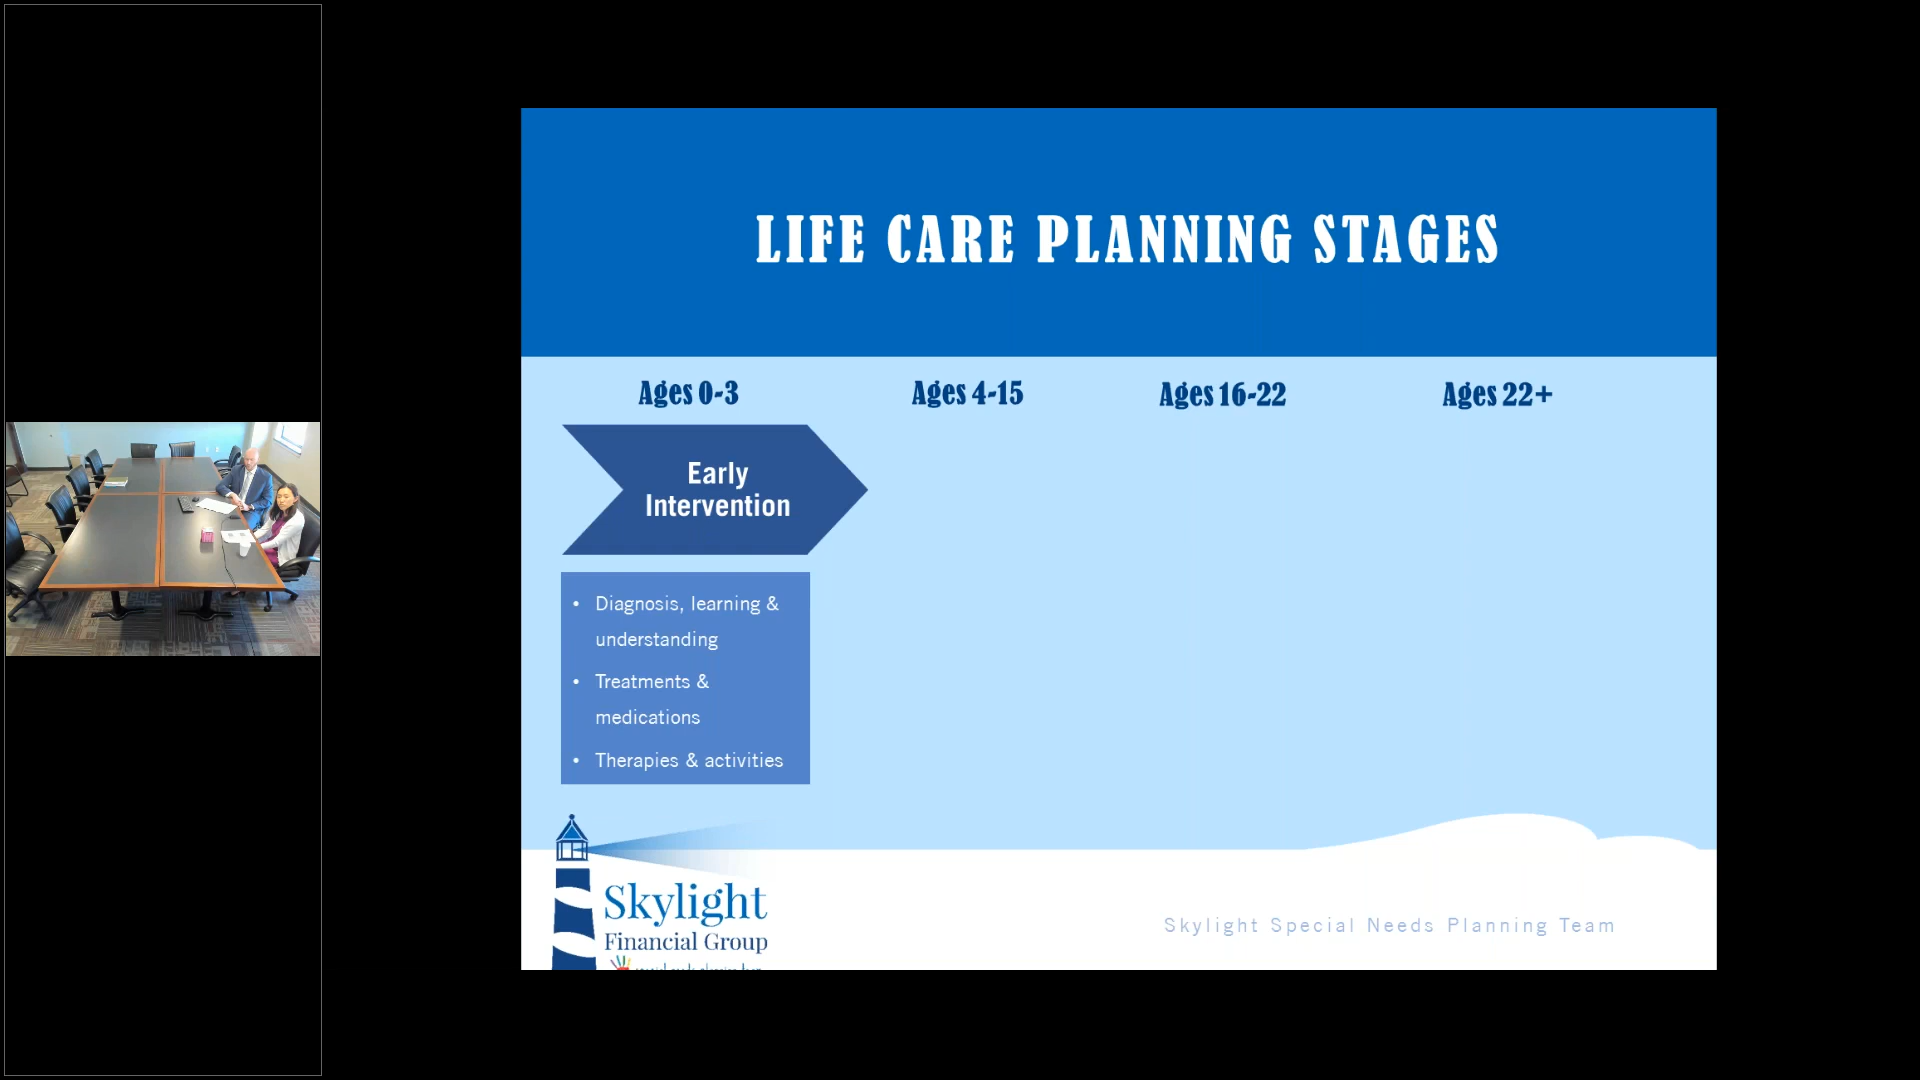 LIFE CARE PLANNING STAGES
Ages 0-3
Ages 4-15
Ages 16-22
Ages 22+
Early
Intervention
• Diagnosis, learning &
understanding
• Treatments &
medications
• Therapies & activities
Skylight
Financial Group
Skylight Special Needs Planning Team